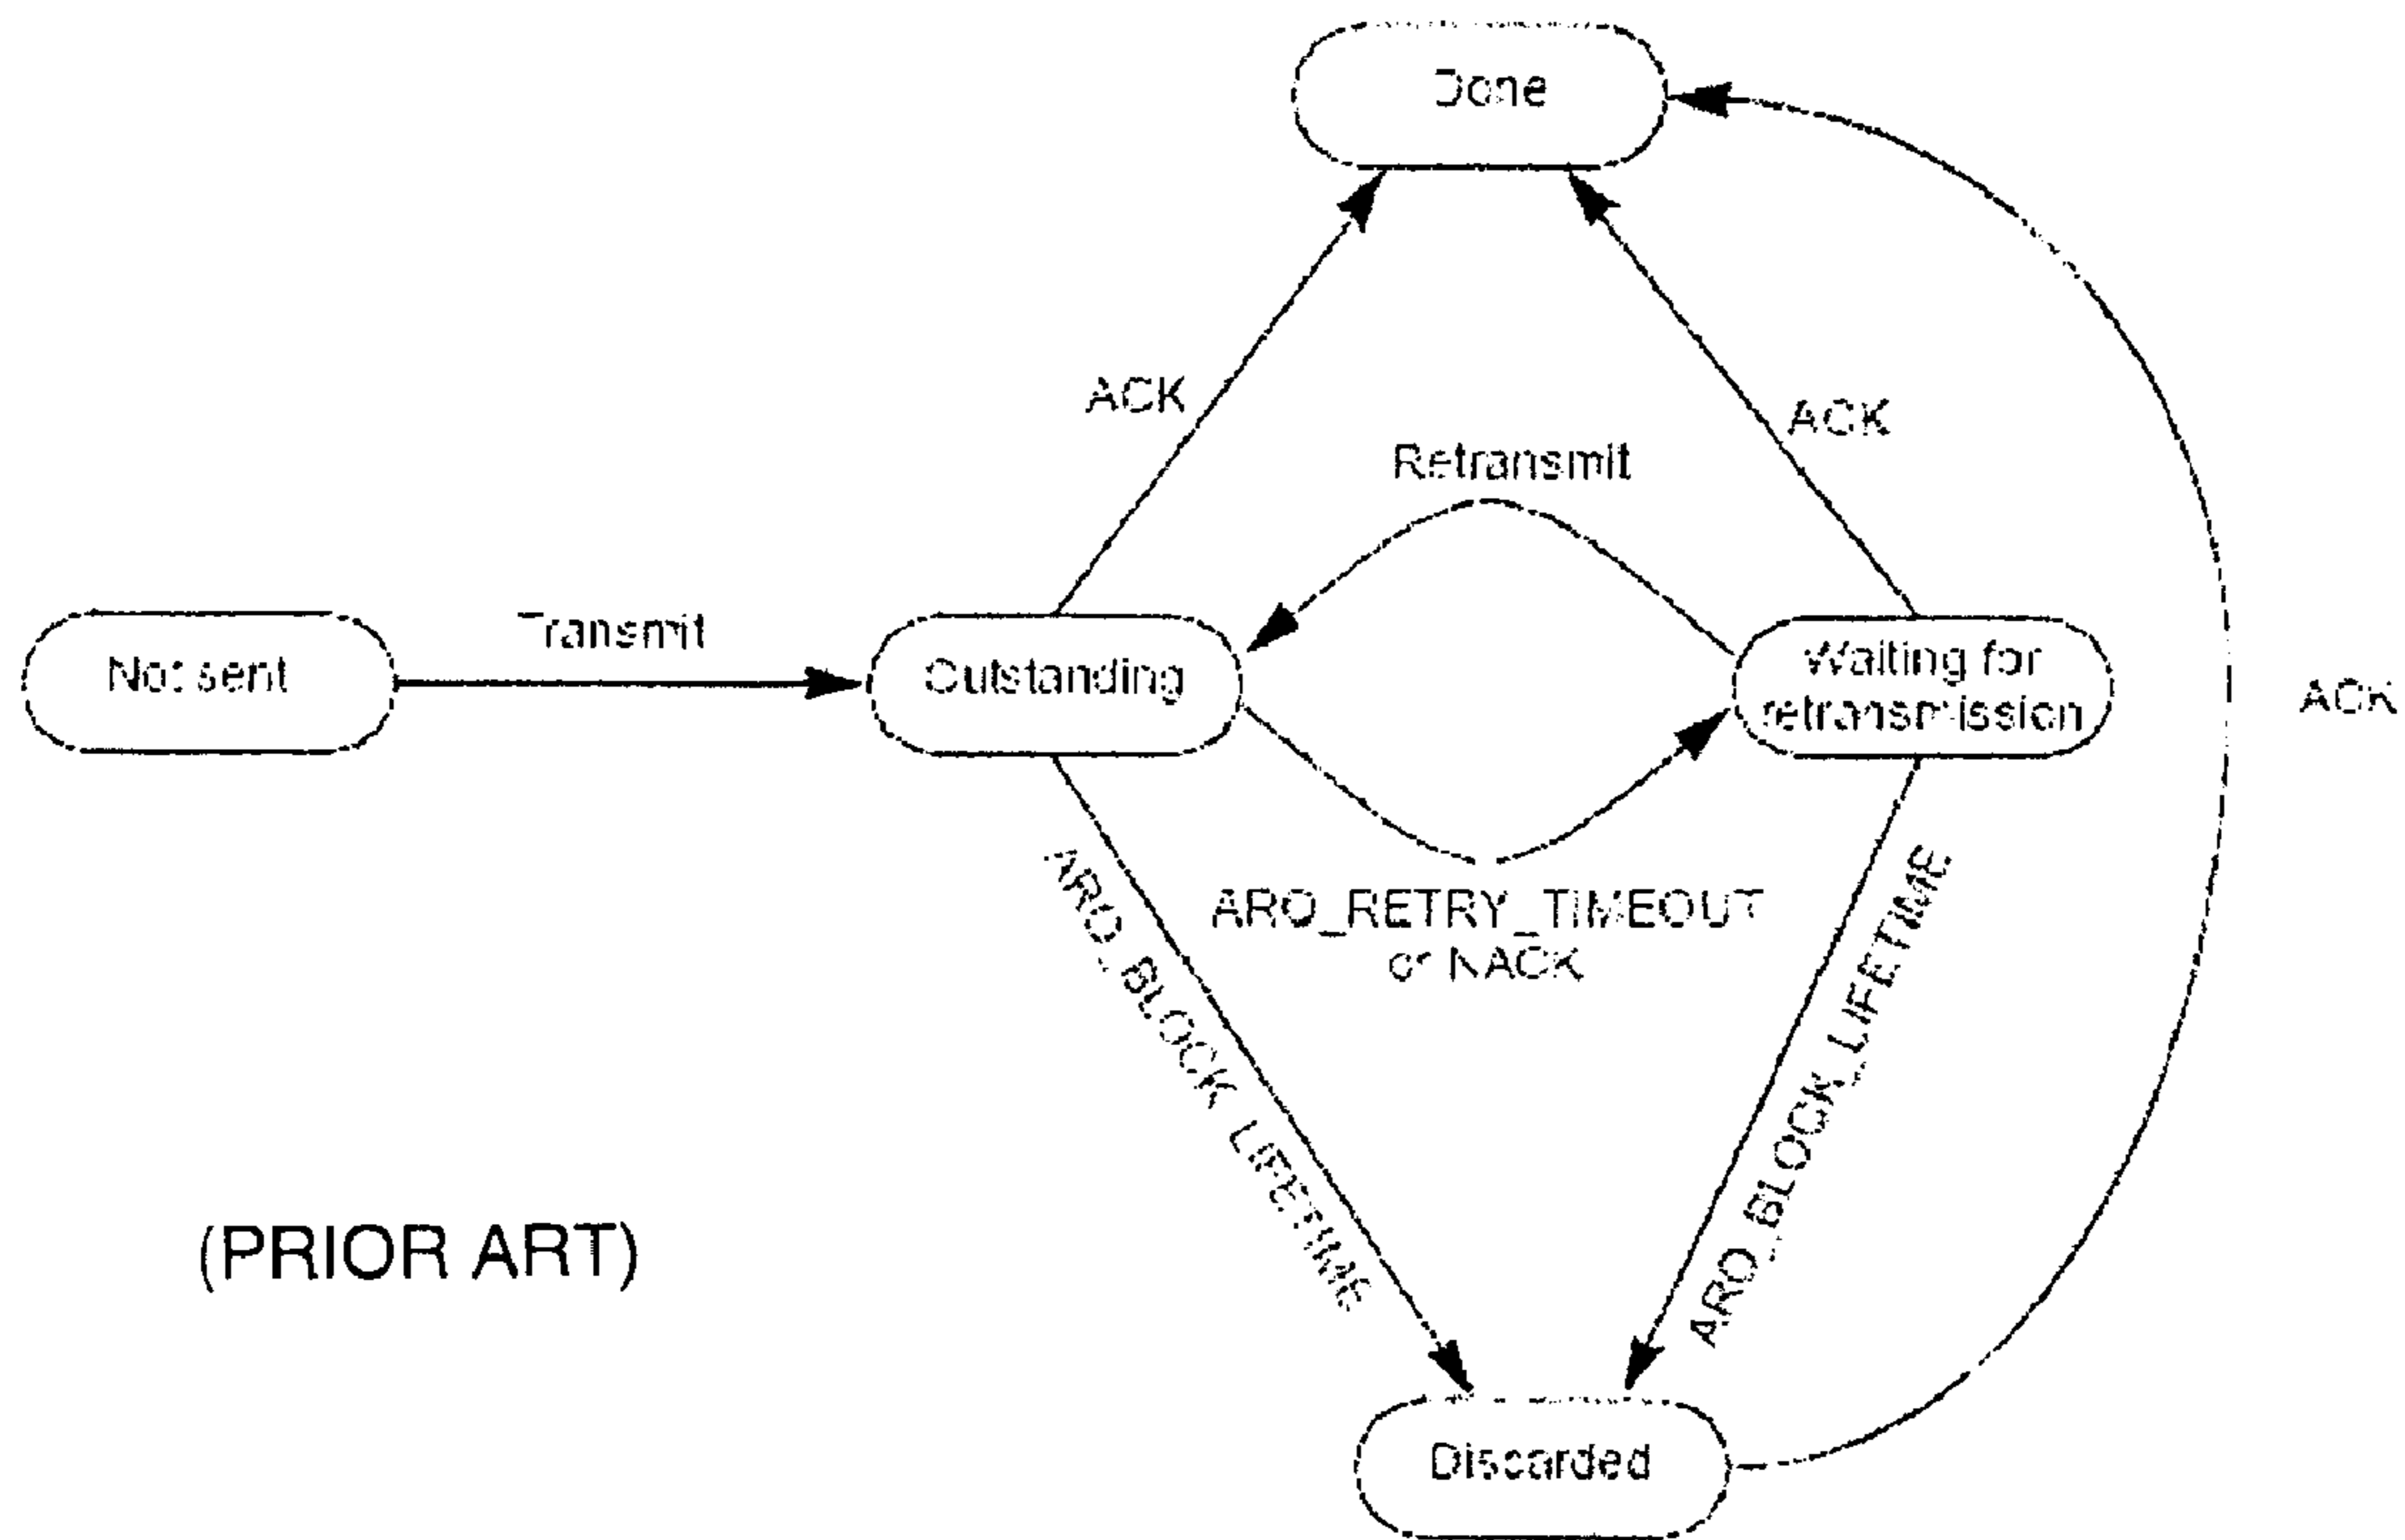 Done
ACK
ACK
Retransmit
Transmit
Not sent
Outstanding
Waiting for
retransmission
ACK
ARQ_RETRY_TIMEOUT
or NACK
ARQ_BLOCK_LIFETIME
ARQ_BLOCK_LIFETIME
(PRIOR ART)
Discarded